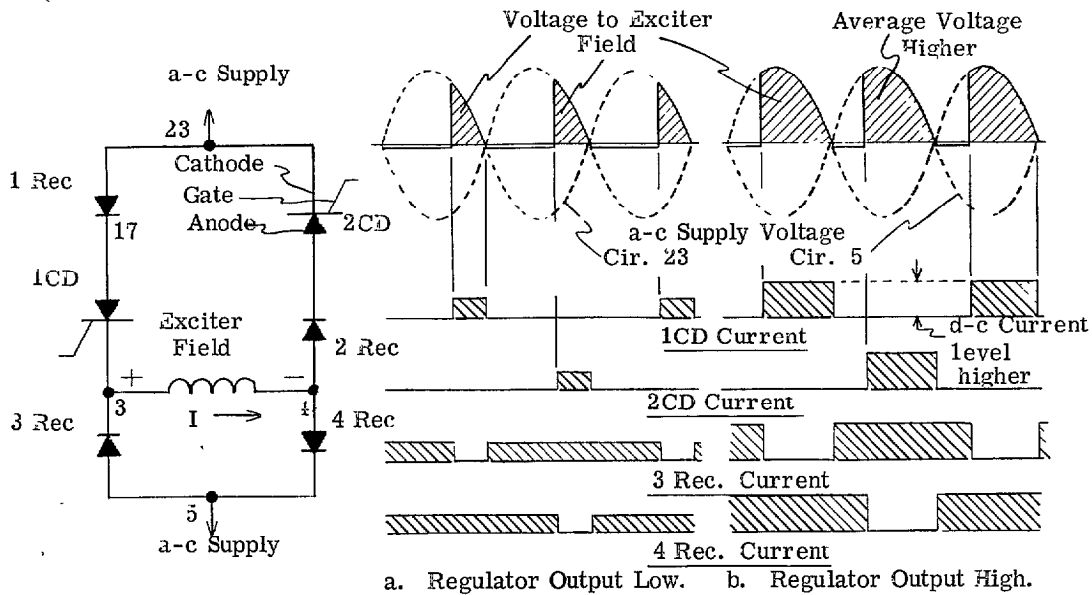 Voltage to Exciter
Field
Average Voltage
Higher
a-c Supply
23
Cathode
1 Rec
Gate
17
Anode
2CD
1CD
a-c Supply Voltage
Cir. 23
Cir. 5
Exciter
Field
2 Rec
1CD Current
d-c Current
level
higher
+
−
3
4
I
2CD Current
3 Rec
4 Rec
3 Rec. Current
5
a-c Supply
4 Rec. Current
a. Regulator Output Low.
b. Regulator Output High.